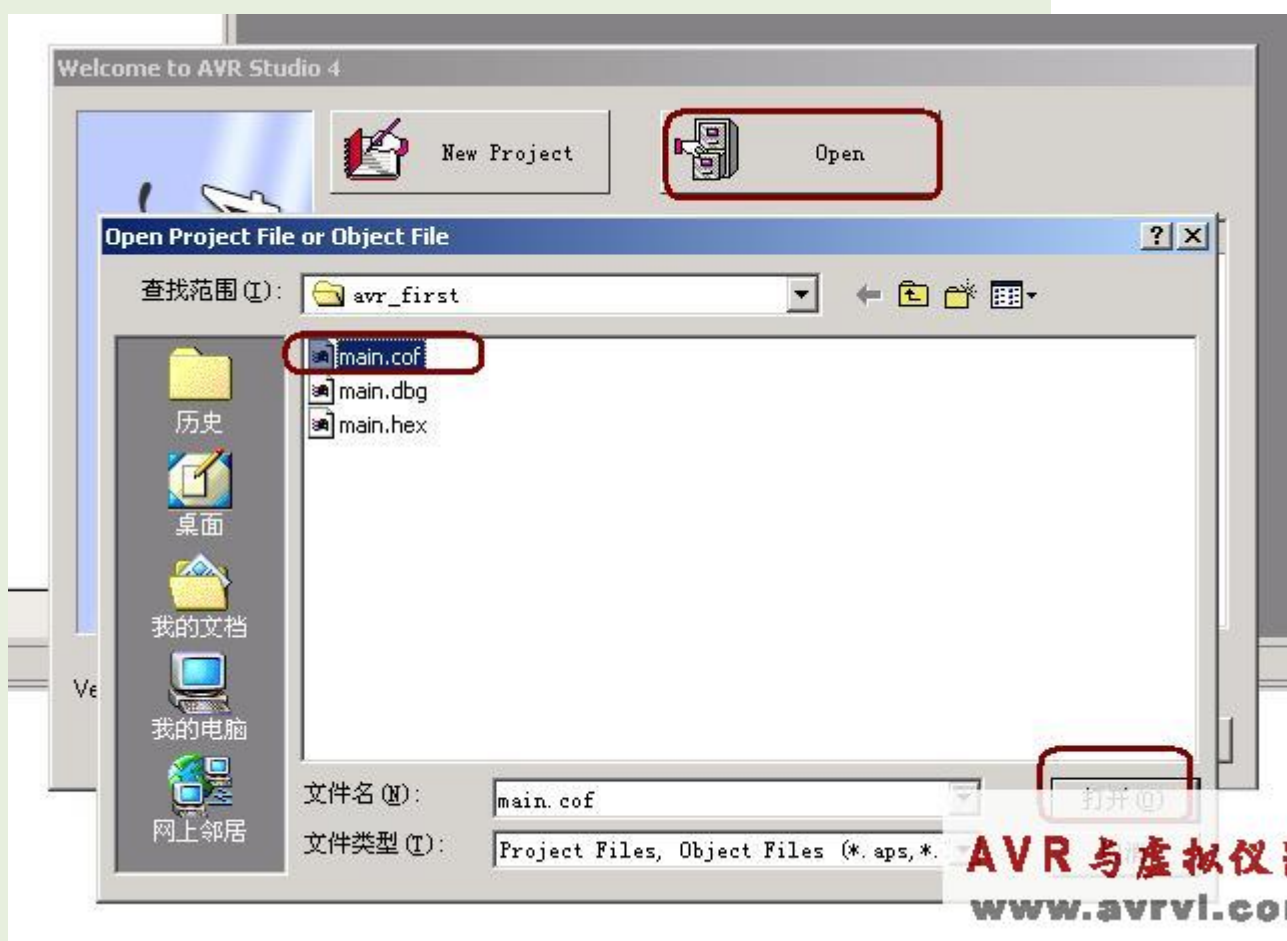 Welcome to AVR Studio 4
New Project
Open
Open Project File or Object File
查找范围(I):
avr_first
main.cof
main.dbg
main.hex
历史
桌面
我的文档
我的电脑
网上邻居
Ve
文件名(N):
main.cof
打开(O)
文件类型(T):
Project Files, Object Files (*.aps,*.
AVR与虚拟仪
www.avrvi.co